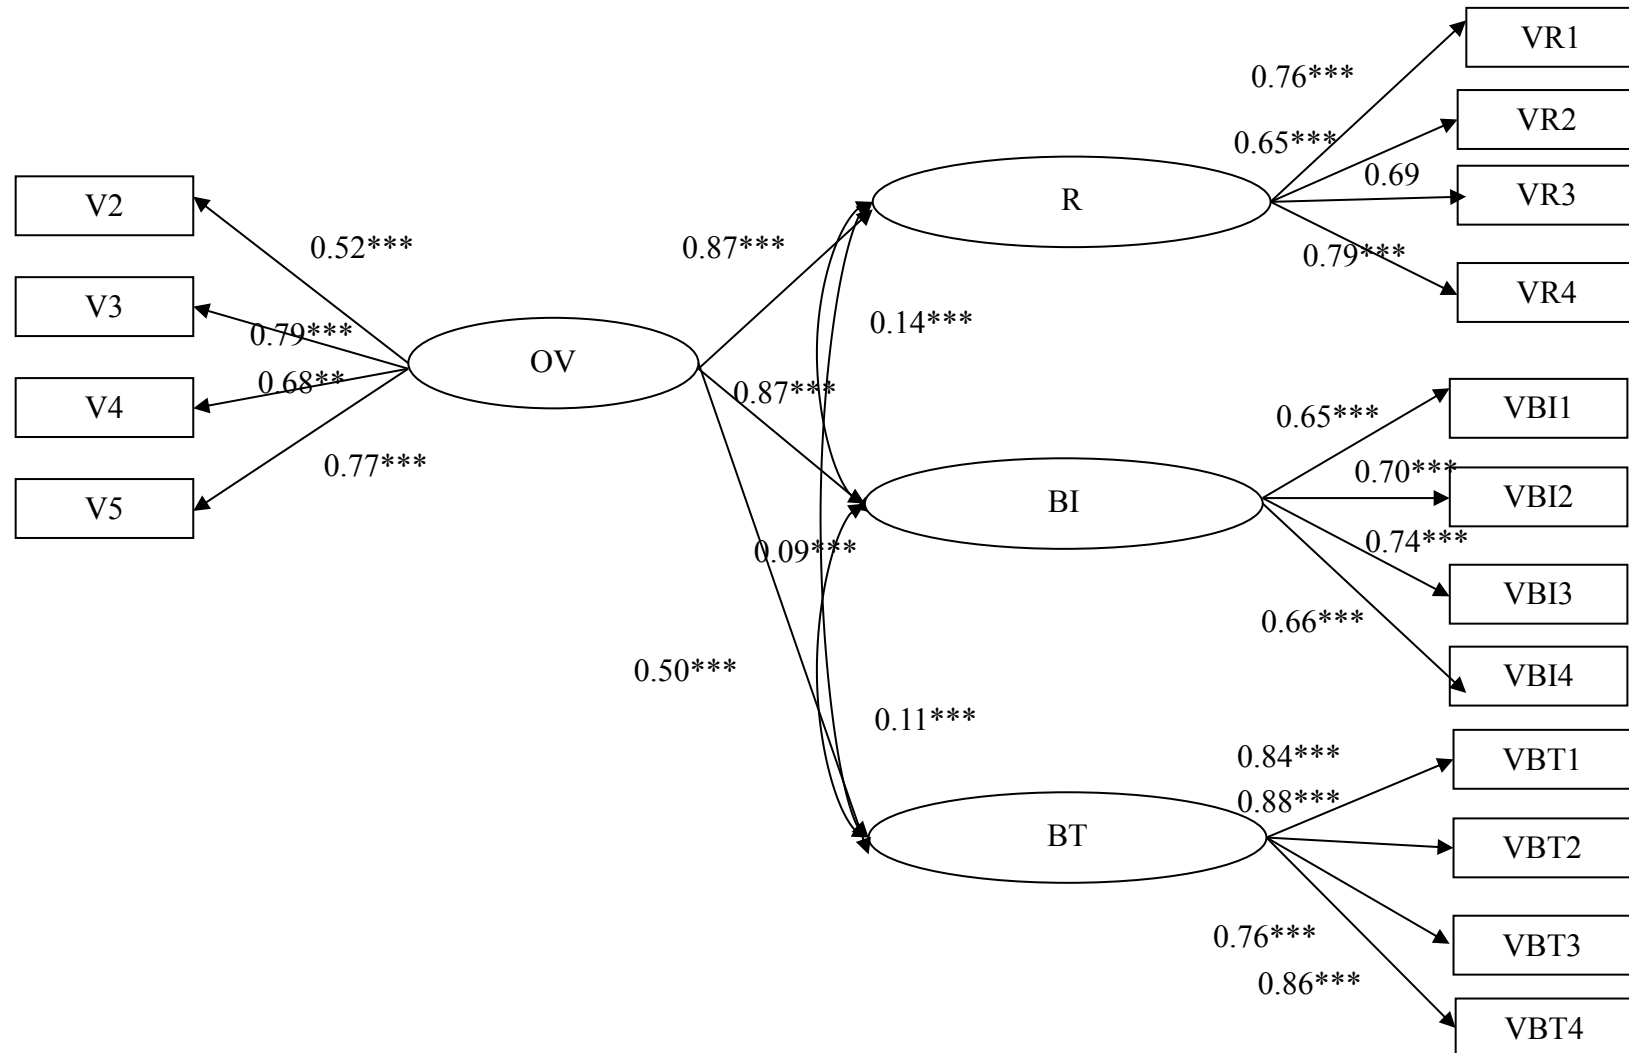 VR1
0.76***
VR2
0.65***
0.69
VR3
R
V2
0.52***
0.87***
0.79***
VR4
V3
0.79***
0.14***
OV
0.68**
0.87***
V4
0.65***
VBI1
0.77***
0.70***
V5
BI
VBI2
0.09***
0.74***
VBI3
0.66***
0.50***
VBI4
0.11***
0.84***
VBT1
0.88***
BT
VBT2
0.76***
VBT3
0.86***
VBT4